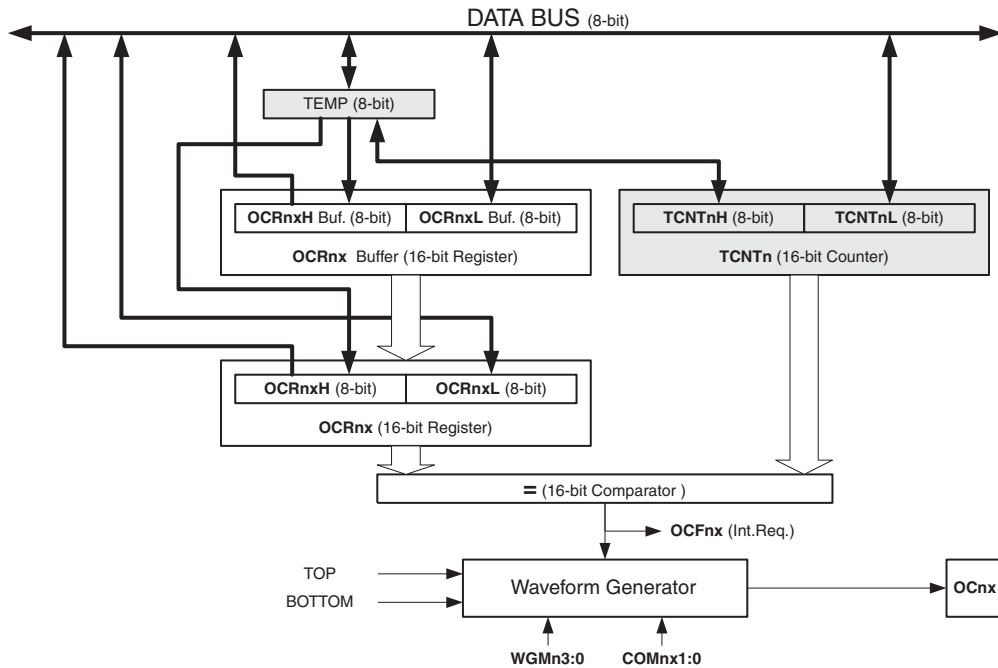 DATA BUS (8-bit)
TEMP (8-bit)
OCRnxH Buf. (8-bit) OCRnxL Buf. (8-bit)
OCRnx Buffer (16-bit Register)
TCNTnH (8-bit) TCNTnL (8-bit)
TCNTn (16-bit Counter)
OCRnxH (8-bit) OCRnxL (8-bit)
OCRnx (16-bit Register)
= (16-bit Comparator )
OCFnx (Int.Req.)
TOP
BOTTOM
Waveform Generator
OCnx
WGMn3:0 COMnx1:0